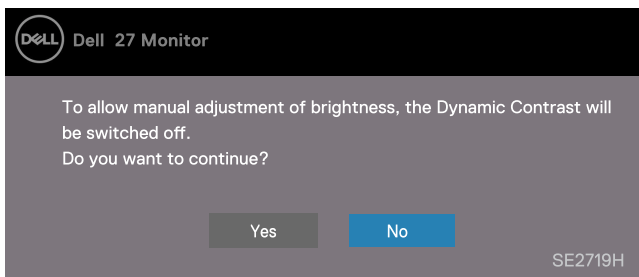 DELL Dell 27 Monitor
To allow manual adjustment of brightness, the Dynamic Contrast will
be switched off.
Do you want to continue?
Yes No
SE2719H